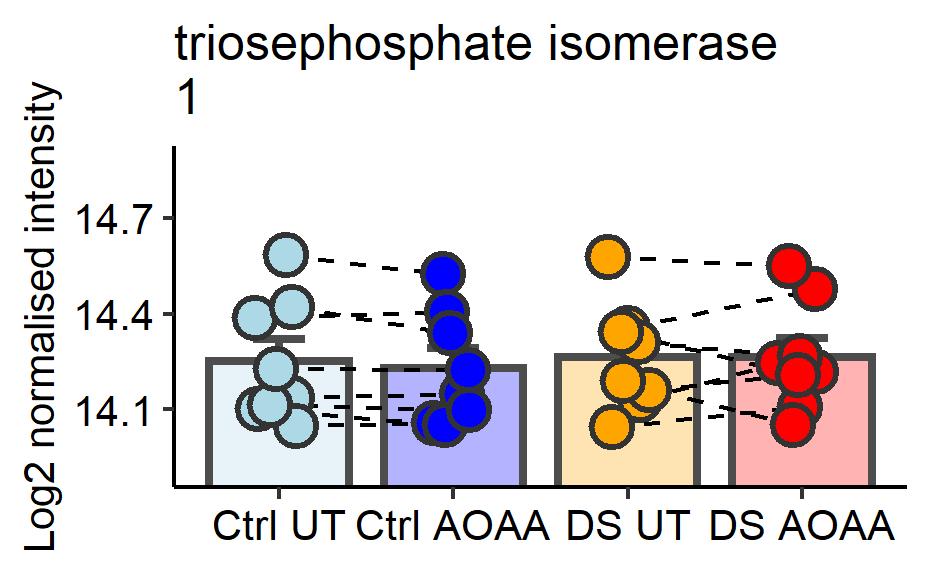 triosephosphate isomerase
1
Log2 normalised intensity
14.7
14.4
14.1
Ctrl UT Ctrl AOAA DS UT DS AOAA